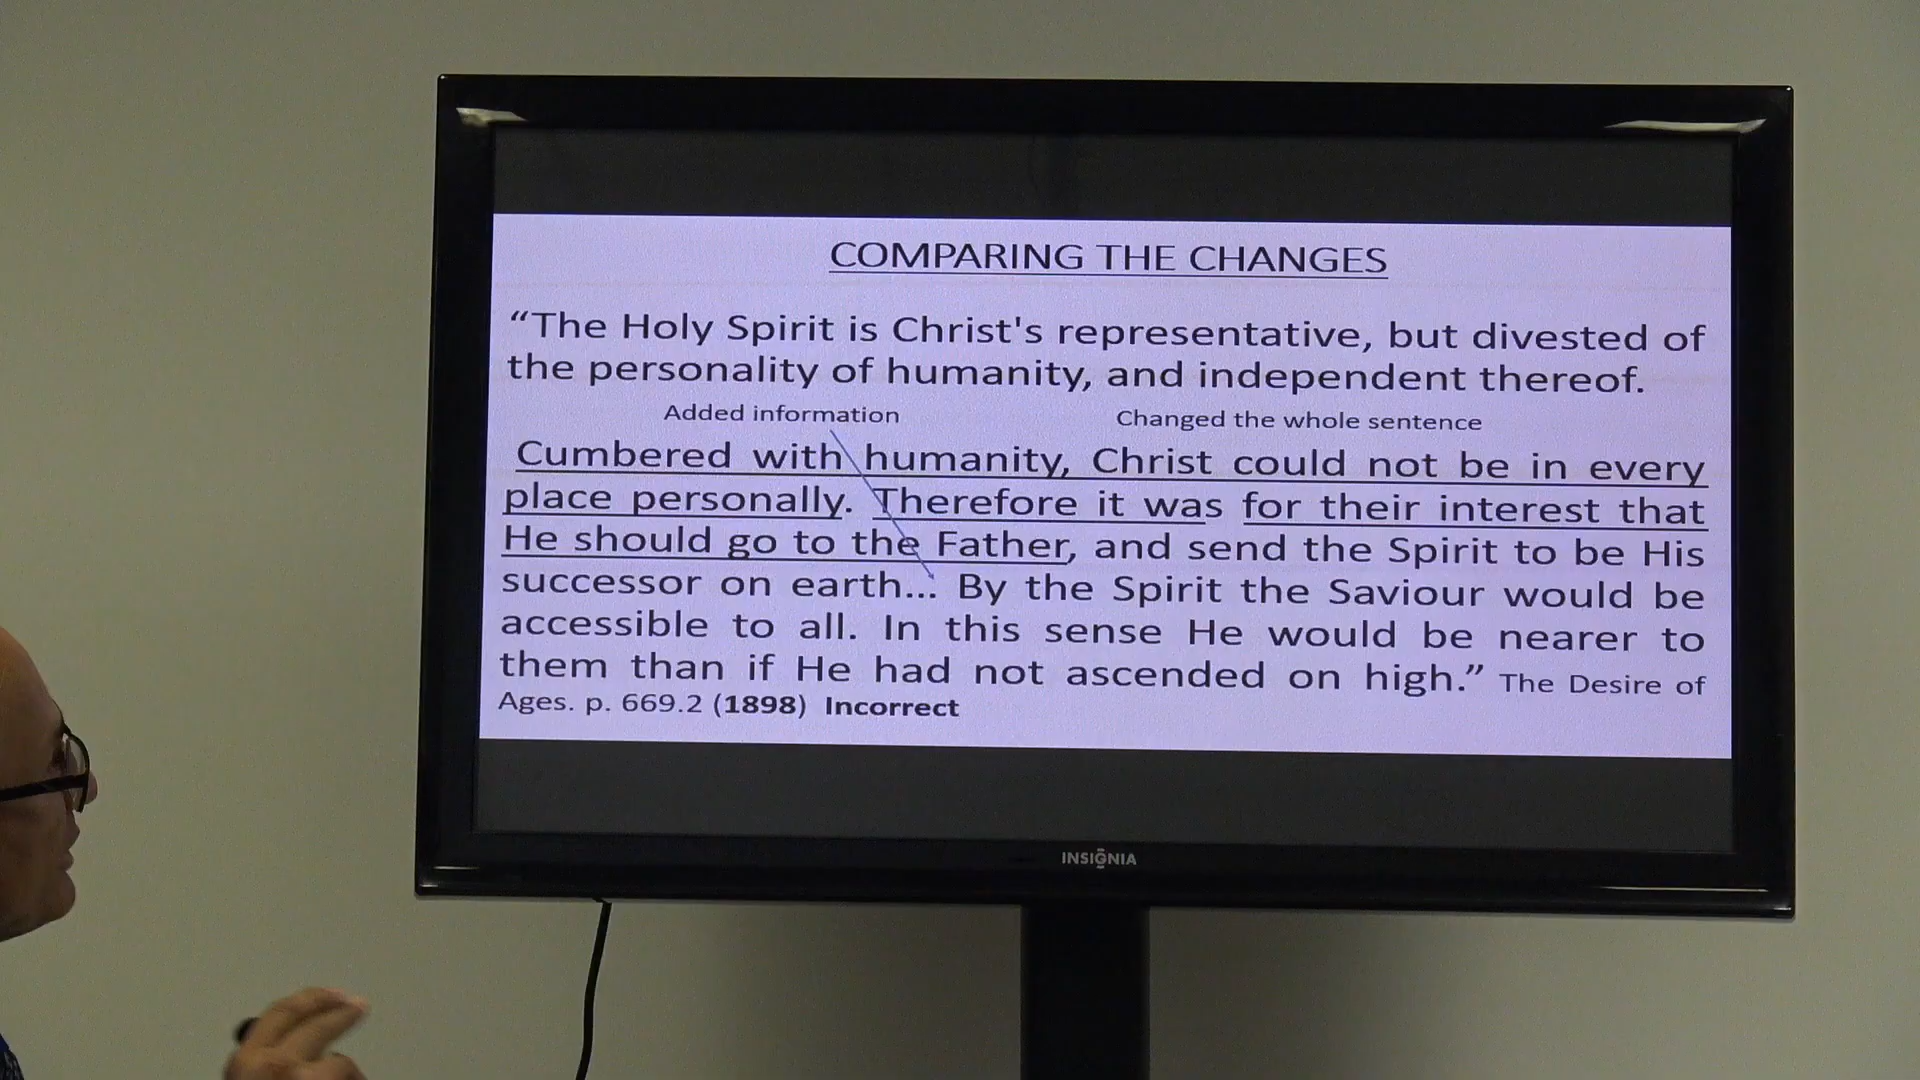 COMPARING THE CHANGES
“The Holy Spirit is Christ's representative, but divested of
the personality of humanity, and independent thereof.
Added information Changed the whole sentence
Cumbered with humanity, Christ could not be in every
place personally. Therefore it was for their interest that
He should go to the Father, and send the Spirit to be His
successor on earth... By the Spirit the Saviour would be
accessible to all. In this sense He would be nearer to
them than if He had not ascended on high.” The Desire of
Ages. p. 669.2 (1898) Incorrect
INSIGNIA